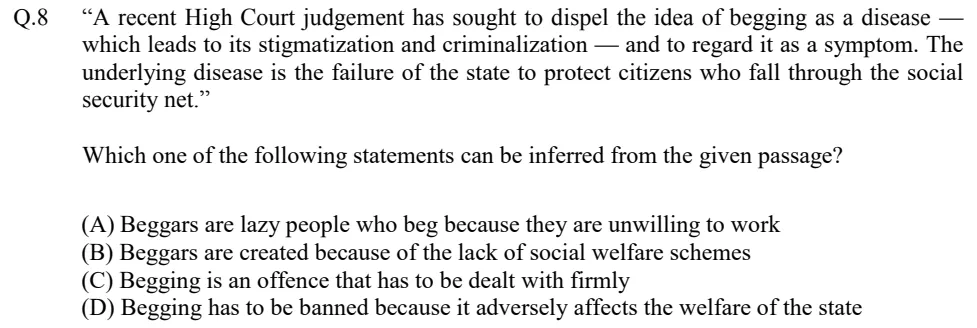 Q.8 “A recent High Court judgement has sought to dispel the idea of begging as a disease —
which leads to its stigmatization and criminalization — and to regard it as a symptom. The
underlying disease is the failure of the state to protect citizens who fall through the social
security net.”
Which one of the following statements can be inferred from the given passage?
(A) Beggars are lazy people who beg because they are unwilling to work
(B) Beggars are created because of the lack of social welfare schemes
(C) Begging is an offence that has to be dealt with firmly
(D) Begging has to be banned because it adversely affects the welfare of the state